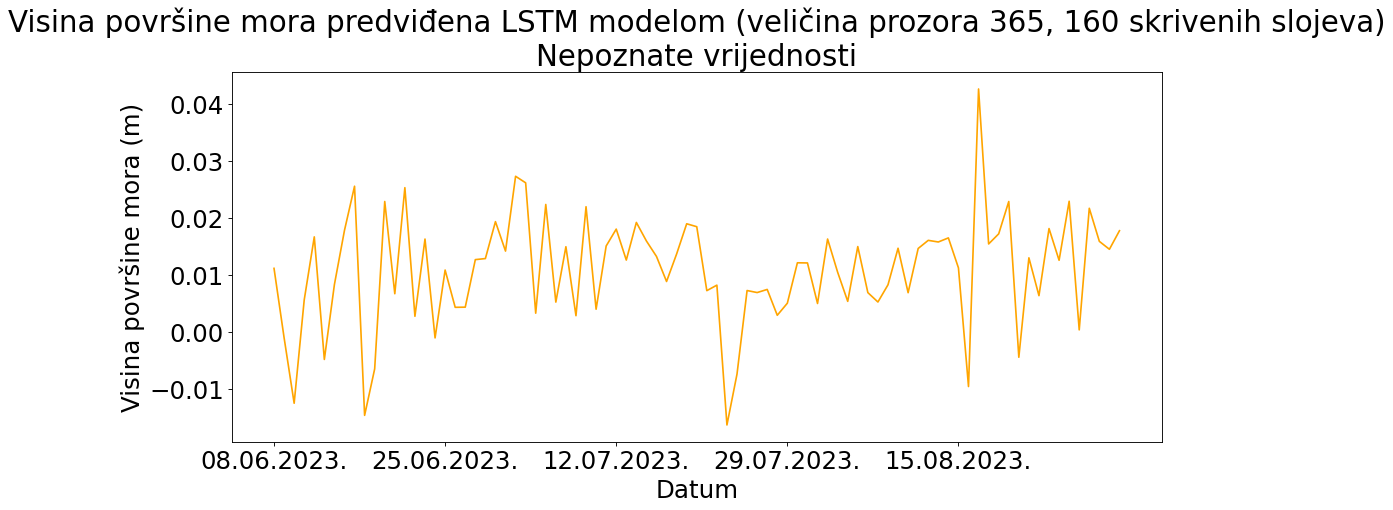 Visina površine mora predviđena LSTM modelom (veličina prozora 365, 160 skrivenih slojeva)
Nepoznate vrijednosti
Visina površine mora (m)
0.04
0.03
0.02
0.01
0.00
−0.01
08.06.2023. 25.06.2023. 12.07.2023. 29.07.2023. 15.08.2023.
Datum